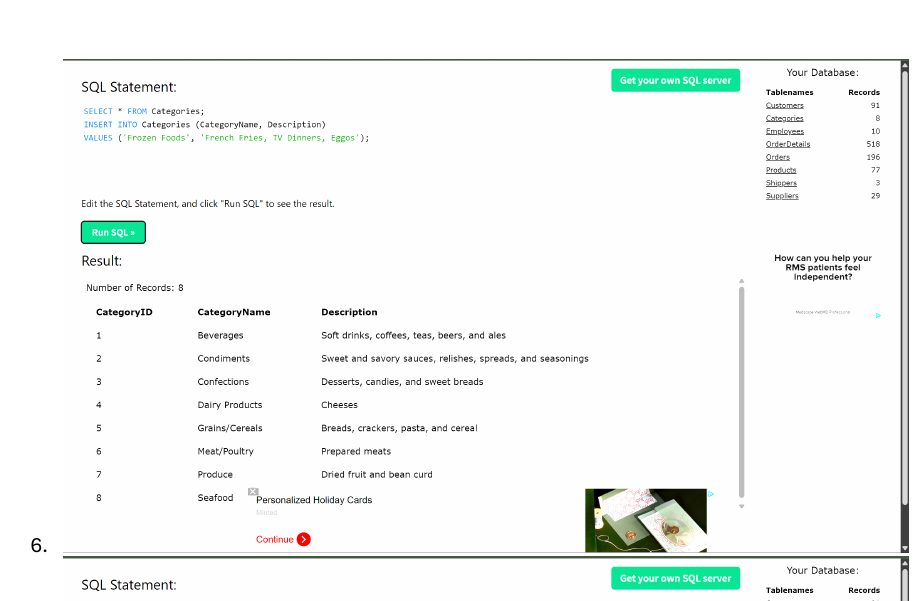 SQL Statement:
Get your own SQL server
SELECT * FROM Categories;
INSERT INTO Categories (CategoryName, Description)
VALUES ('Frozen Foods', 'French Fries, TV Dinners, Eggos');
Edit the SQL Statement, and click "Run SQL" to see the result.
Run SQL »
Result:
Number of Records: 8
CategoryID CategoryName Description
1 Beverages Soft drinks, coffees, teas, beers, and ales
2 Condiments Sweet and savory sauces, relishes, spreads, and seasonings
3 Confections Desserts, candies, and sweet breads
4 Dairy Products Cheeses
5 Grains/Cereals Breads, crackers, pasta, and cereal
6 Meat/Poultry Prepared meats
7 Produce Dried fruit and bean curd
8 Seafood
Personalized Holiday Cards
Minted
Continue
Your Database:
Tablenames Records
Customers 91
Categories 8
Employees 10
OrderDetails 518
Orders 196
Products 77
Shippers 3
Suppliers 29
How can you help your
RMS patients feel
independent?
6.
SQL Statement:
Get your own SQL server
Your Database:
Tablenames Records